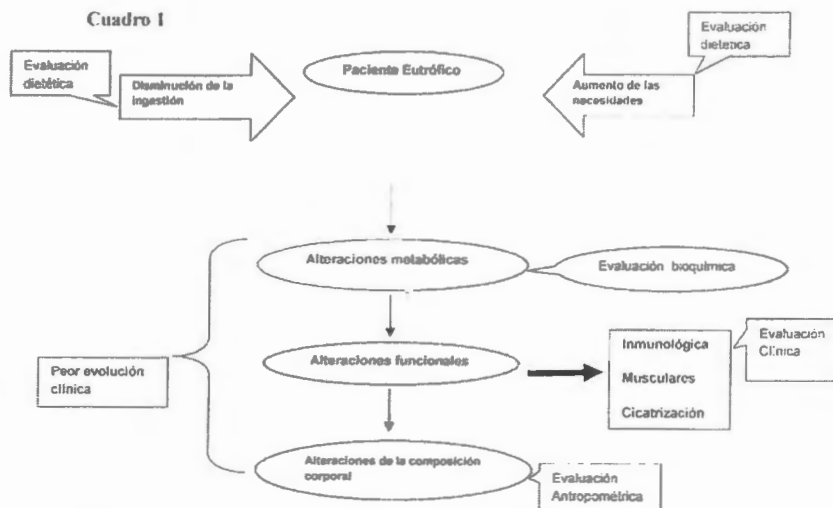 Cuadro 1
Evaluación
dietética
Disminución de la
ingestión
Paciente Eutrófico
Aumento de las
necesidades
Evaluación
dietetica
Alteraciones metabólicas
Evaluación bioquímica
Alteraciones funcionales
Inmunológica
Musculares
Cicatrización
Evaluación
Clínica
Peor evolución
clínica
Alteraciones de la composición
corporal
Evaluación
Antropométrica